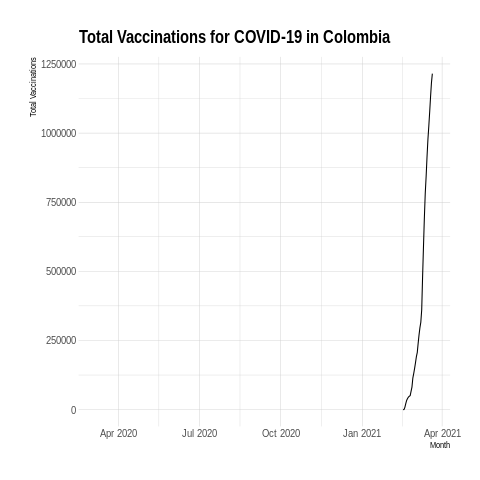 Total Vaccinations for COVID-19 in Colombia
Total Vaccinations
1250000
1000000
750000
500000
250000
0
Apr 2020 Jul 2020 Oct 2020 Jan 2021 Apr 2021
Month